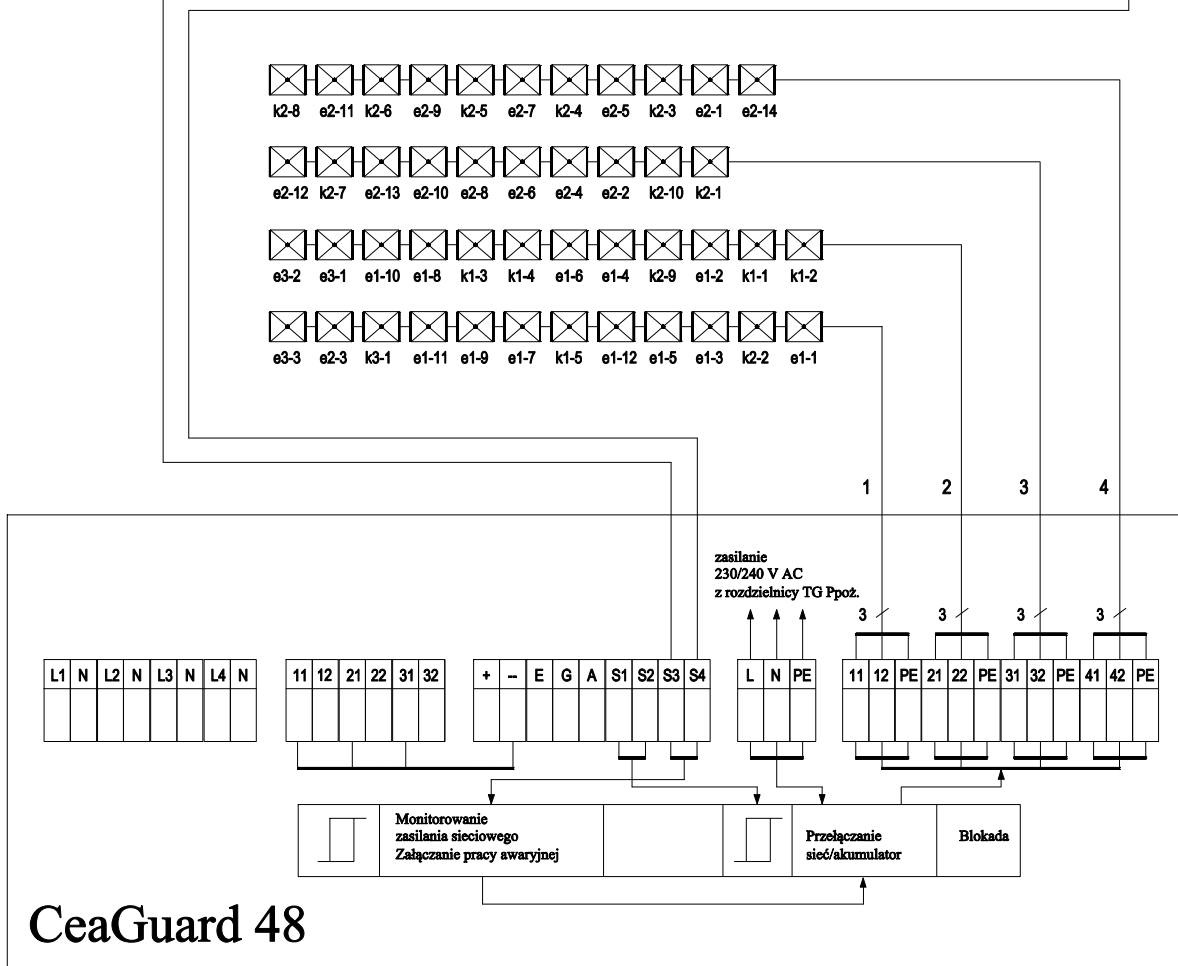 k2-8 e2-11 k2-6 e2-9 k2-5 e2-7 k2-4 e2-5 k2-3 e2-1 e2-14
e2-12 k2-7 e2-13 e2-10 e2-8 e2-6 e2-4 e2-2 k2-10 k2-1
e3-2 e3-1 e1-10 e1-8 k1-3 k1-4 e1-6 e1-4 k2-9 e1-2 k1-1 k1-2
e3-3 e2-3 k3-1 e1-11 e1-9 e1-7 k1-5 e1-12 e1-5 e1-3 k2-2 e1-1
1 2 3 4
zasilanie
230/240 V AC
z rozdzielnicy TG Ppoż.
3 3 3 3
L1 N L2 N L3 N L4 N
11 12 21 22 31 32
+ -- E G A S1 S2 S3 S4
L N PE
11 12 PE 21 22 PE 31 32 PE 41 42 PE
Monitorowanie
zasilania sieciowego
Załączanie pracy awaryjnej
Przełączanie
sieć/akumulator
Blokada
CeaGuard 48